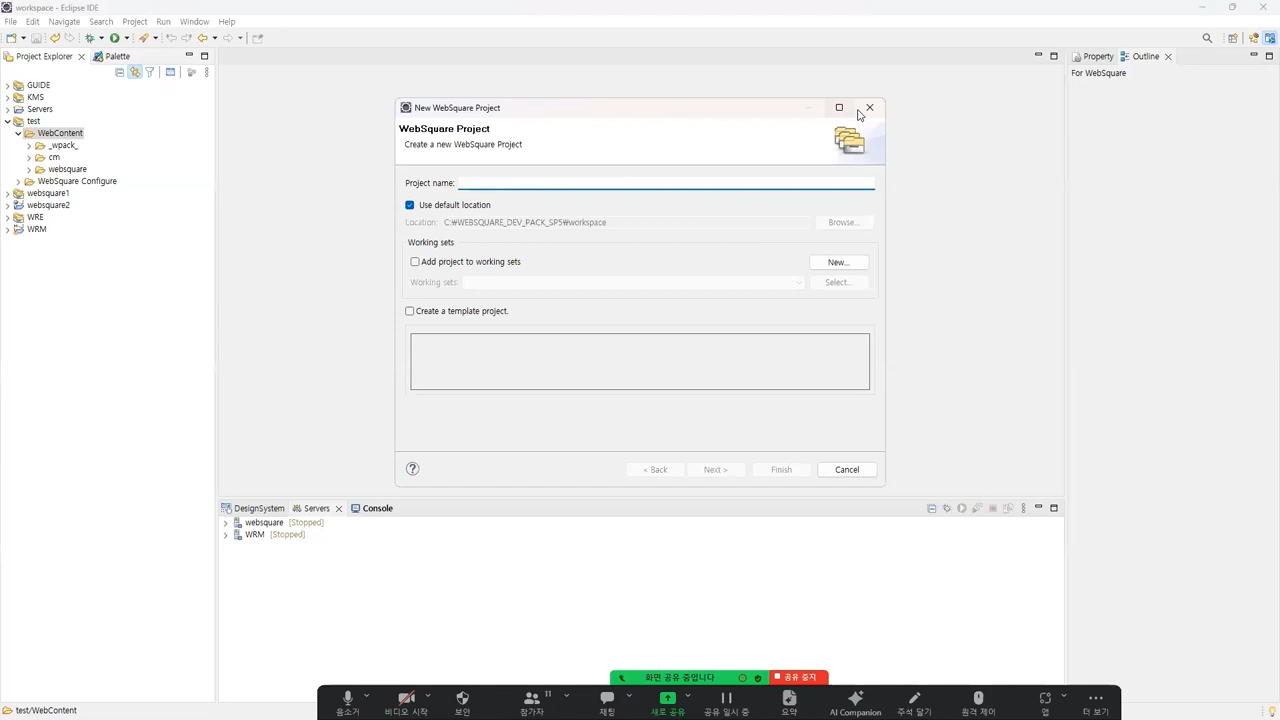 workspace - Eclipse IDE
File Edit Navigate Search Project Run Window Help
Project Explorer
Palette
GUIDE
KMS
Servers
test
WebContent
_wpack_
cm
websquare
WebSquare Configure
websquare1
websquare2
WRE
WRM
New WebSquare Project
WebSquare Project
Create a new WebSquare Project
Project name:
Use default location
Location: C:₩WEBSQUARE_DEV_PACK_SP5₩workspace Browse...
Working sets
Add project to working sets New...
Working sets: Select...
Create a template project.
< Back Next > Finish Cancel
Property Outline
For WebSquare
DesignSystem Servers Console
websquare [Stopped]
WRM [Stopped]
화면 공유 중입니다 공유 중지
11
음소거 비디오 시작 보안 참가자 채팅 새로 공유 공유 일시 중 요약 AI Companion 주석 달기 원격 제어 앱 더 보기
test/WebContent